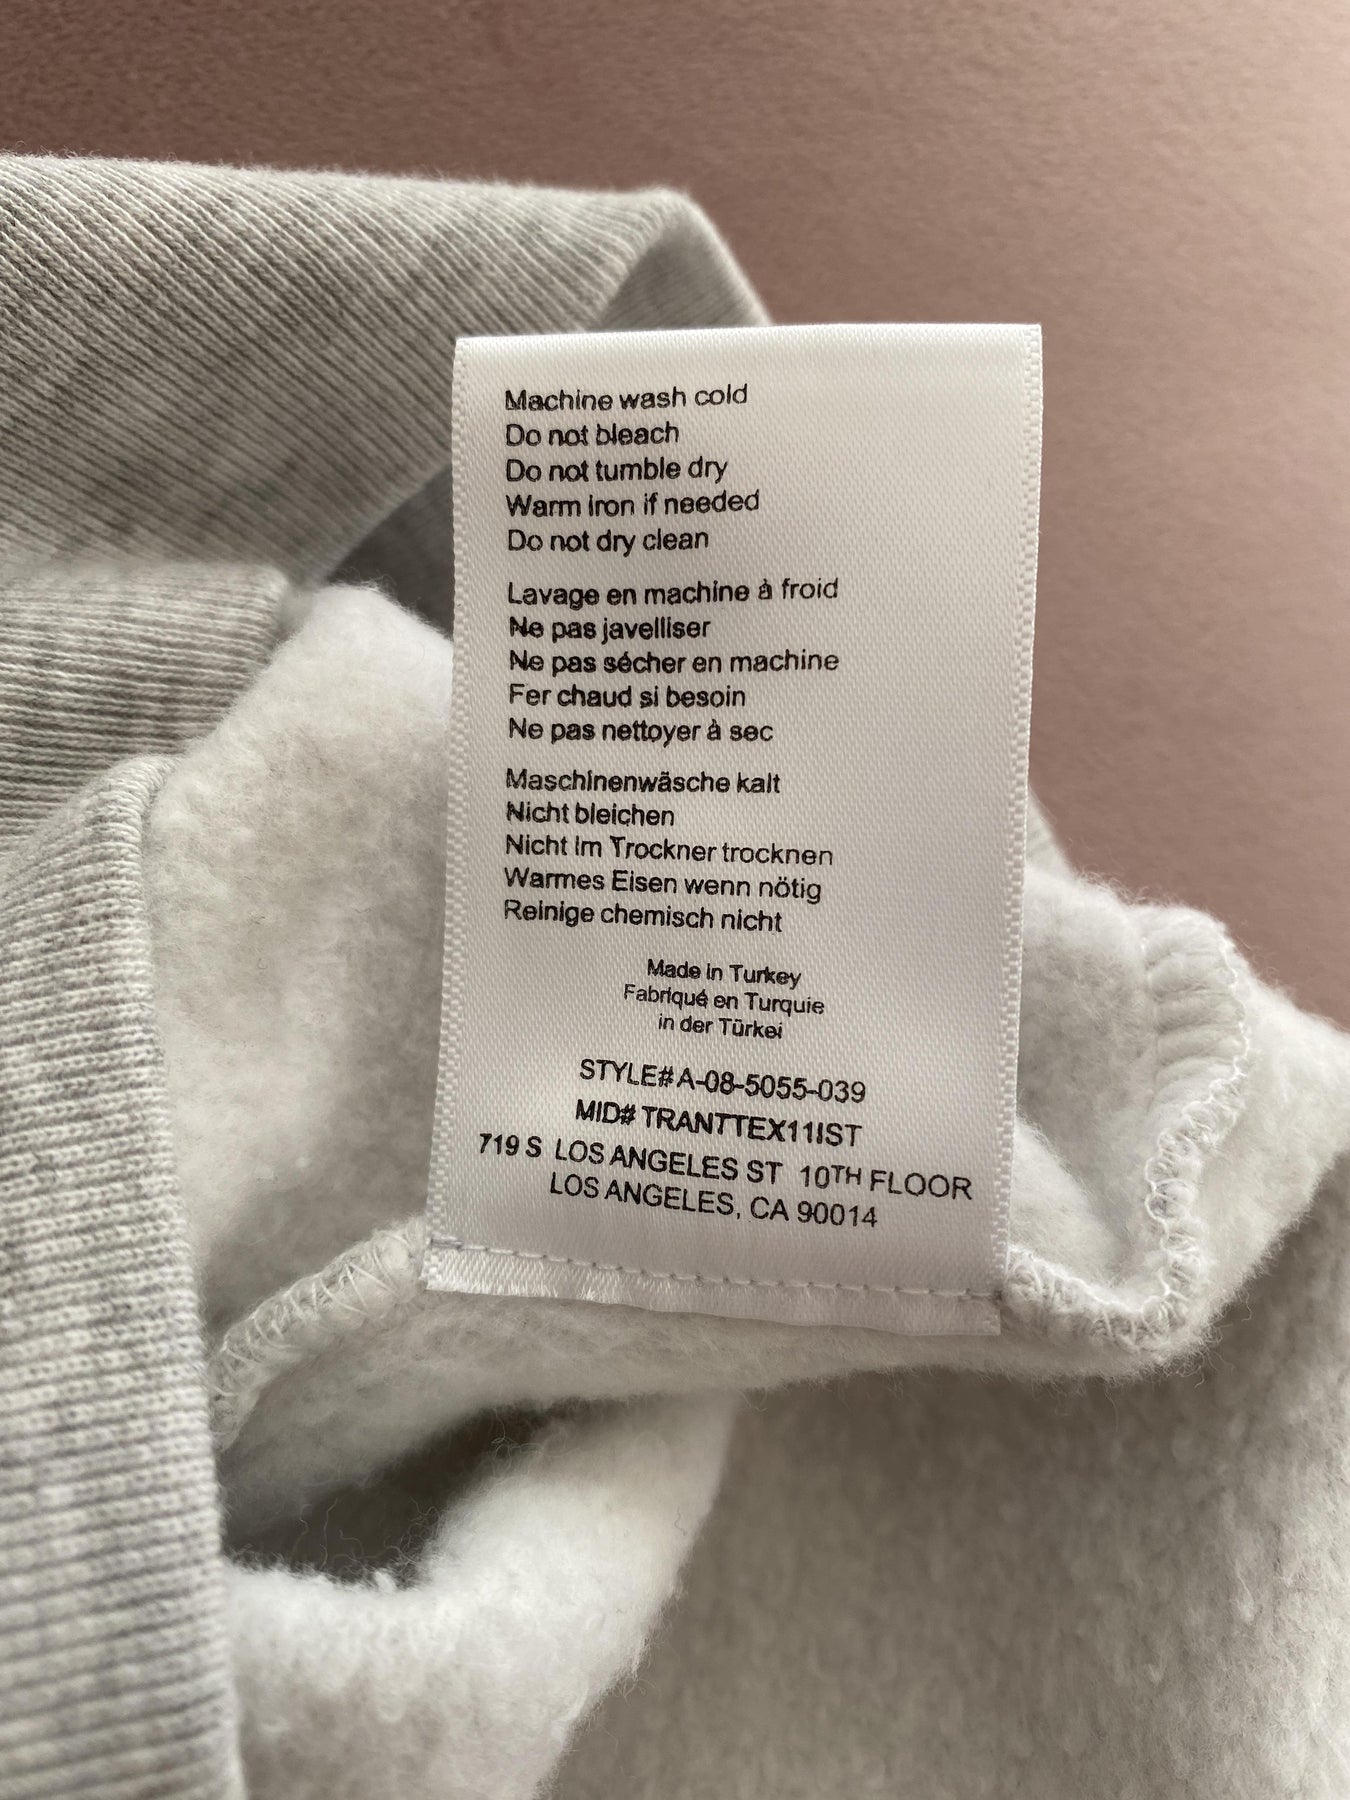 Machine wash cold
Do not bleach
Do not tumble dry
Warm iron if needed
Do not dry clean
Lavage en machine à froid
Ne pas javelliser
Ne pas sécher en machine
Fer chaud si besoin
Ne pas nettoyer à sec
Maschinenwäsche kalt
Nicht bleichen
Nicht im Trockner trocknen
Warmes Eisen wenn nötig
Reinige chemisch nicht
Made in Turkey
Fabriqué en Turquie
in der Türkei
STYLE#A-08-5055-039
MID# TRANTTEX11IST
719 S LOS ANGELES ST 10TH FLOOR
LOS ANGELES, CA 90014